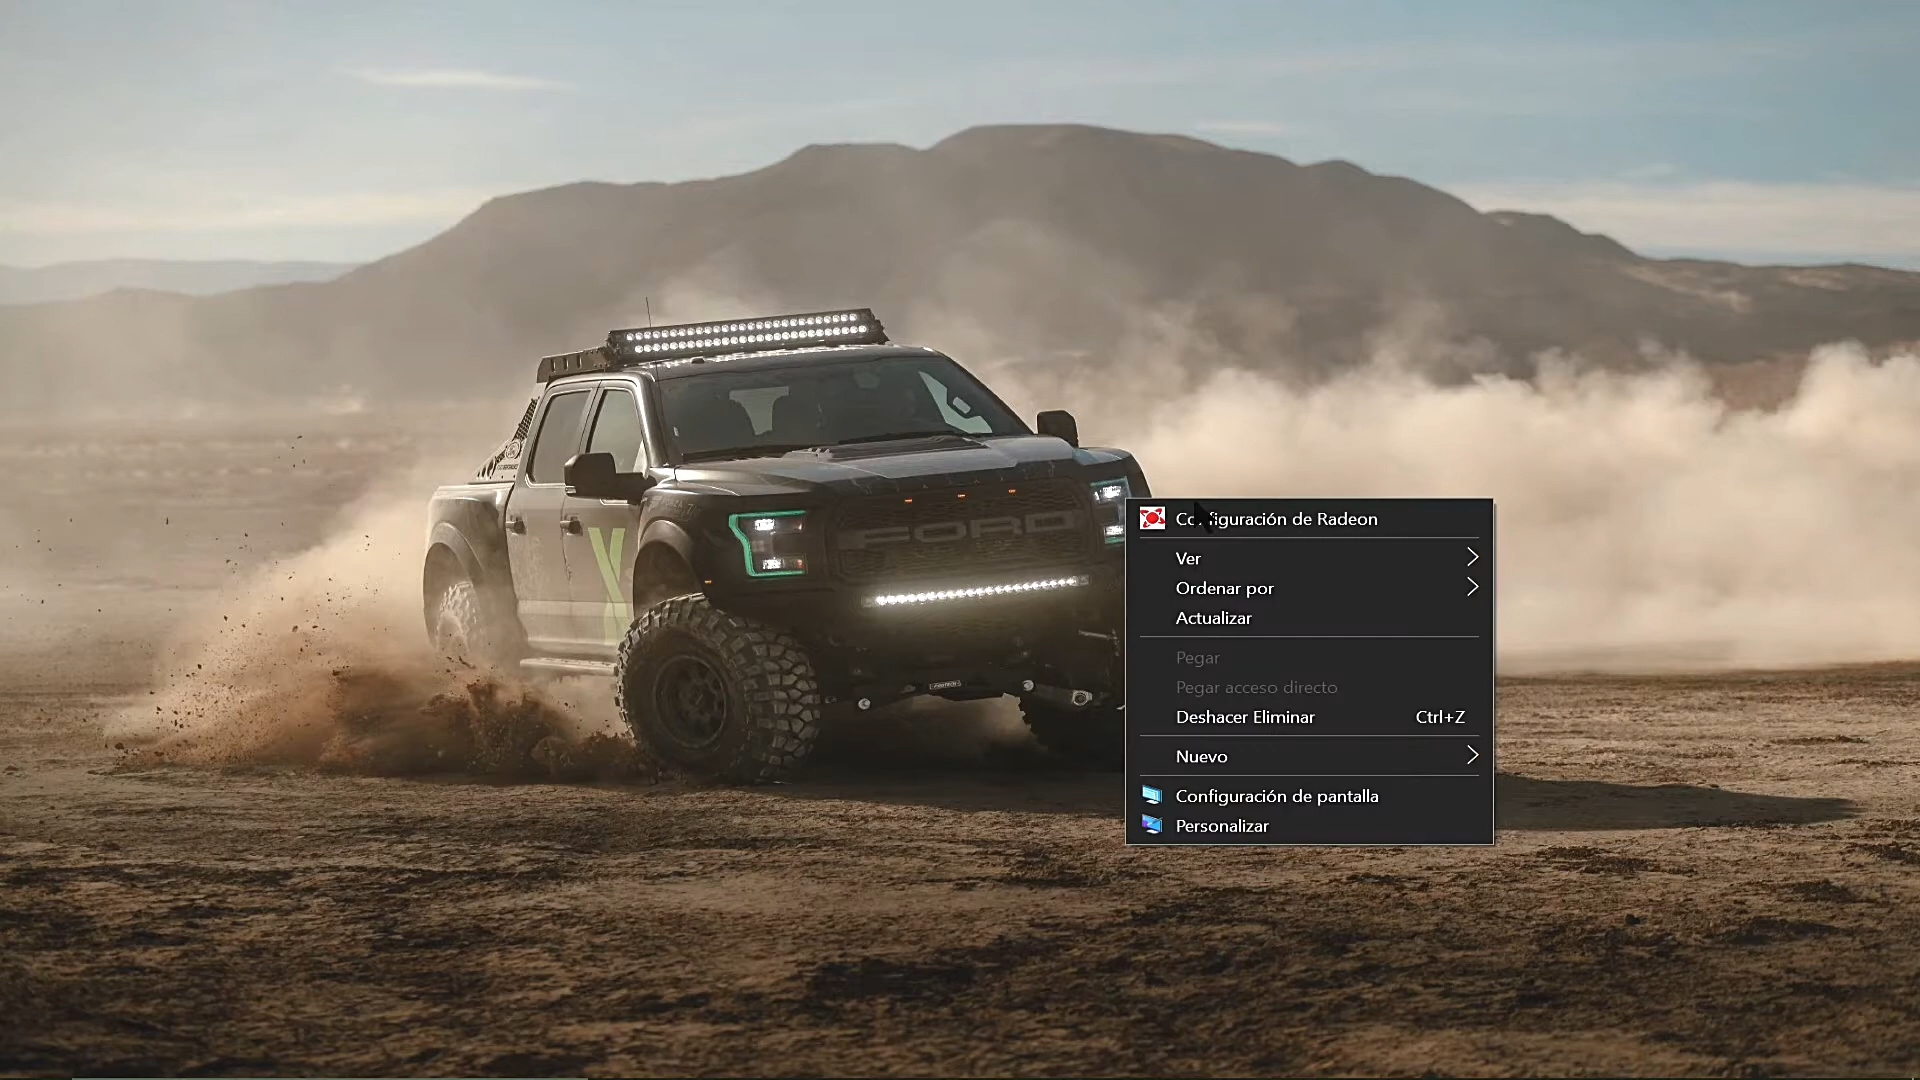 FORD
Configuración de Radeon
Ver
Ordenar por
Actualizar
Pegar
Pegar acceso directo
Deshacer Eliminar Ctrl+Z
Nuevo
Configuración de pantalla
Personalizar